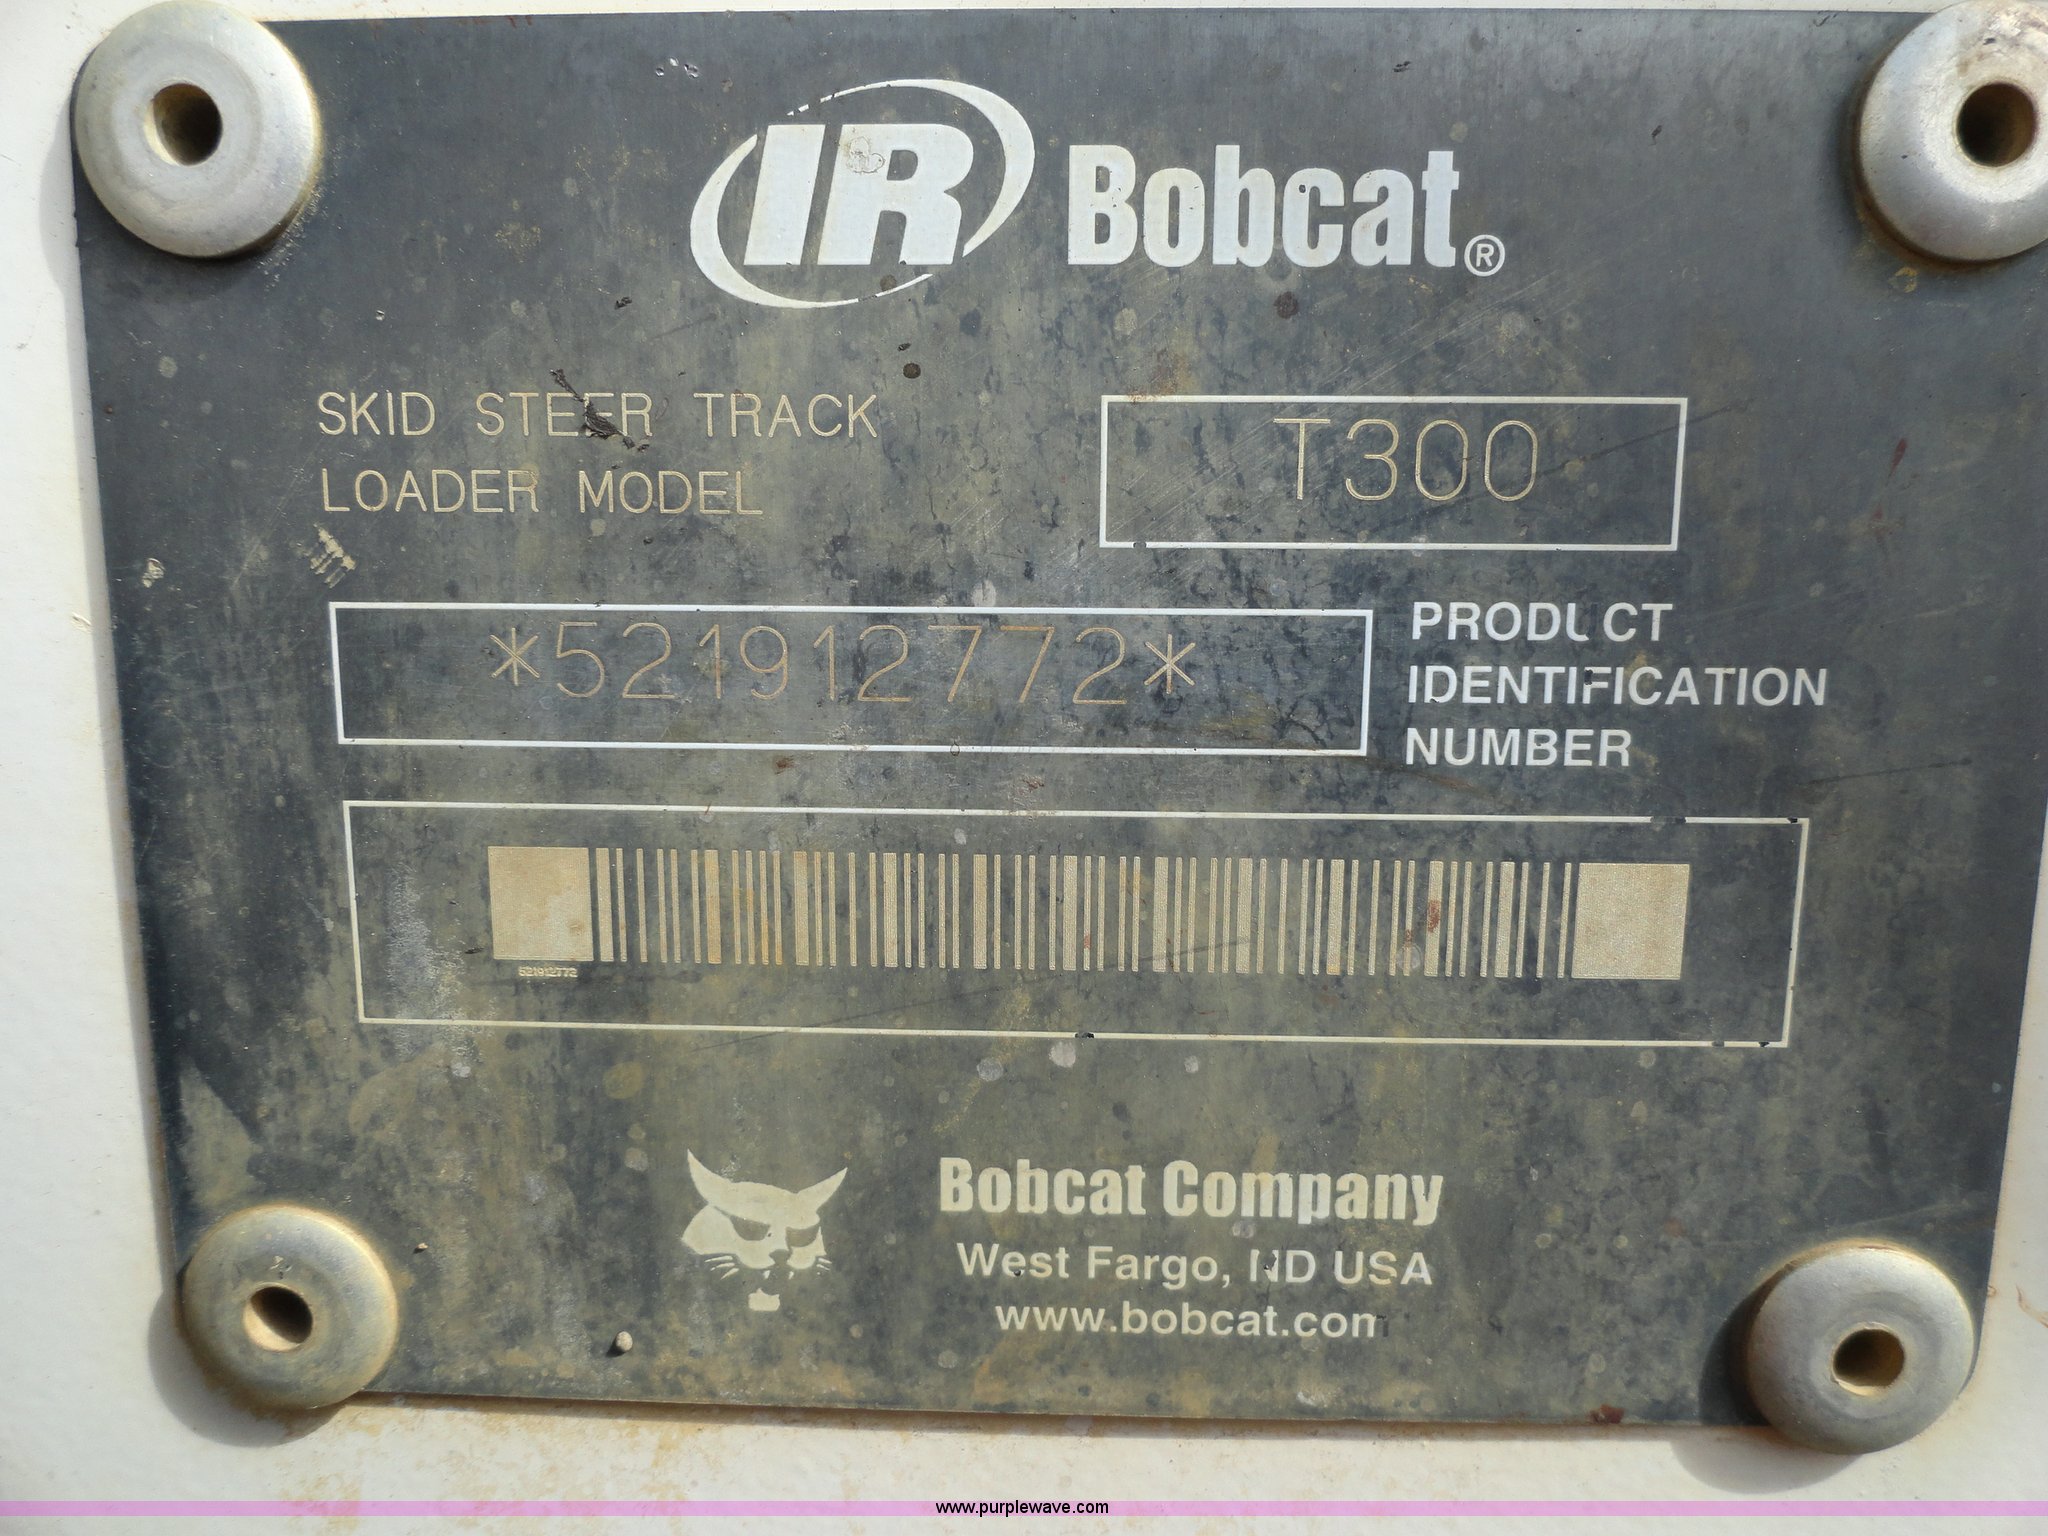 IR Bobcat®
SKID STEER TRACK
LOADER MODEL
T300
*521912772*
PRODUCT
IDENTIFICATION
NUMBER
521912772
Bobcat Company
West Fargo, ND USA
www.bobcat.com
www.purplewave.com